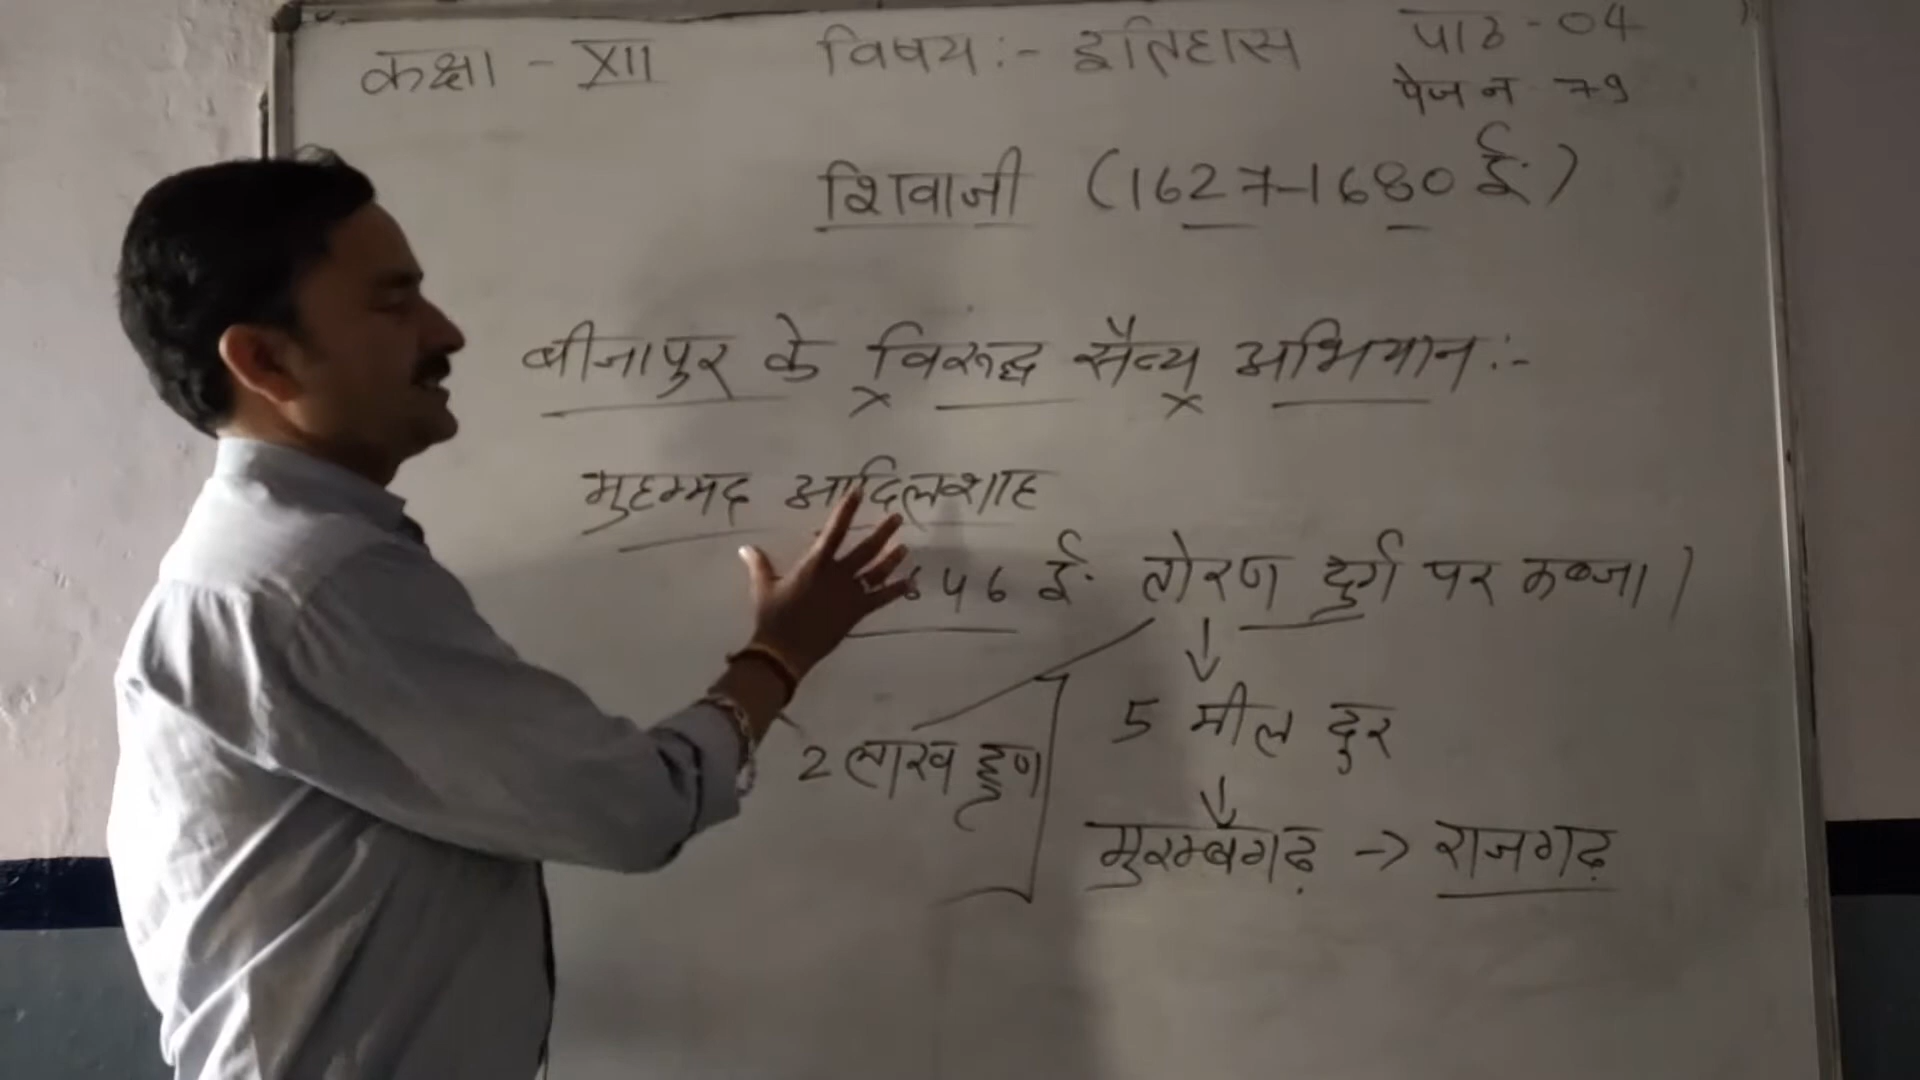 कक्षा - XII विषय :- इतिहास पाठ - 04
पेज न 79
शिवाजी (1627-1680 ई.)
बीजापुर के विरूद्ध सैन्य अभियान :-
मुहम्मद आदिलशाह
646 ई. तोरण दुर्ग पर कब्जा।
5 मील दुर
2 लाख हूण
मुरम्बगढ़ -> राजगढ़